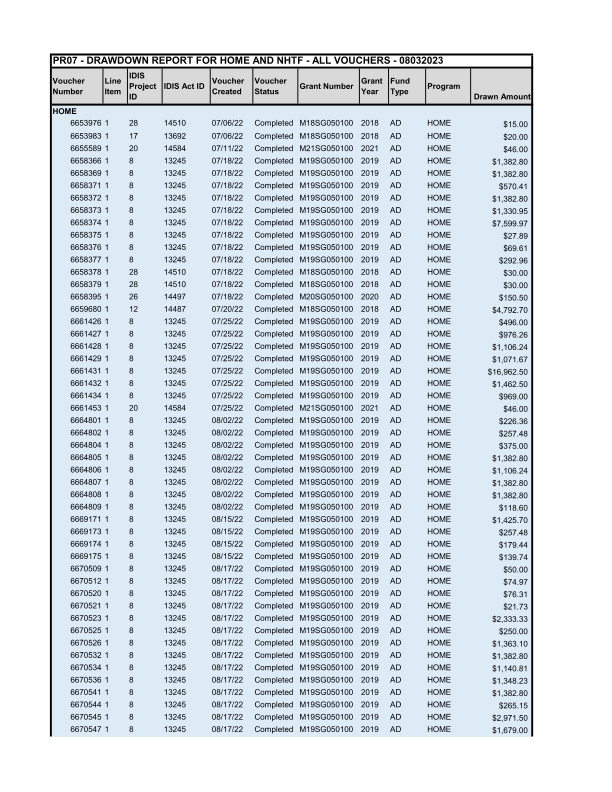 PR07 - DRAWDOWN REPORT FOR HOME AND NHTF - ALL VOUCHERS - 08032023
Voucher Number Line Item IDIS Project ID IDIS Act ID Voucher Created Voucher Status Grant Number Grant Year Fund Type Program Drawn Amount
HOME
6653976 1 28 14510 07/06/22 Completed M18SG050100 2018 AD HOME $15.00
6653983 1 17 13692 07/06/22 Completed M18SG050100 2018 AD HOME $20.00
6655589 1 20 14584 07/11/22 Completed M21SG050100 2021 AD HOME $46.00
6658366 1 8 13245 07/18/22 Completed M19SG050100 2019 AD HOME $1,382.80
6658369 1 8 13245 07/18/22 Completed M19SG050100 2019 AD HOME $1,382.80
6658371 1 8 13245 07/18/22 Completed M19SG050100 2019 AD HOME $570.41
6658372 1 8 13245 07/18/22 Completed M19SG050100 2019 AD HOME $1,382.80
6658373 1 8 13245 07/18/22 Completed M19SG050100 2019 AD HOME $1,330.95
6658374 1 8 13245 07/18/22 Completed M19SG050100 2019 AD HOME $7,599.97
6658375 1 8 13245 07/18/22 Completed M19SG050100 2019 AD HOME $27.89
6658376 1 8 13245 07/18/22 Completed M19SG050100 2019 AD HOME $69.61
6658377 1 8 13245 07/18/22 Completed M19SG050100 2019 AD HOME $292.96
6658378 1 28 14510 07/18/22 Completed M18SG050100 2018 AD HOME $30.00
6658379 1 28 14510 07/18/22 Completed M18SG050100 2018 AD HOME $30.00
6658395 1 26 14497 07/18/22 Completed M20SG050100 2020 AD HOME $150.50
6659680 1 12 14487 07/20/22 Completed M18SG050100 2018 AD HOME $4,792.70
6661426 1 8 13245 07/25/22 Completed M19SG050100 2019 AD HOME $496.00
6661427 1 8 13245 07/25/22 Completed M19SG050100 2019 AD HOME $976.26
6661428 1 8 13245 07/25/22 Completed M19SG050100 2019 AD HOME $1,106.24
6661429 1 8 13245 07/25/22 Completed M19SG050100 2019 AD HOME $1,071.67
6661431 1 8 13245 07/25/22 Completed M19SG050100 2019 AD HOME $16,962.50
6661432 1 8 13245 07/25/22 Completed M19SG050100 2019 AD HOME $1,462.50
6661434 1 8 13245 07/25/22 Completed M19SG050100 2019 AD HOME $969.00
6661453 1 20 14584 07/25/22 Completed M21SG050100 2021 AD HOME $46.00
6664801 1 8 13245 08/02/22 Completed M19SG050100 2019 AD HOME $226.36
6664802 1 8 13245 08/02/22 Completed M19SG050100 2019 AD HOME $257.48
6664804 1 8 13245 08/02/22 Completed M19SG050100 2019 AD HOME $375.00
6664805 1 8 13245 08/02/22 Completed M19SG050100 2019 AD HOME $1,382.80
6664806 1 8 13245 08/02/22 Completed M19SG050100 2019 AD HOME $1,106.24
6664807 1 8 13245 08/02/22 Completed M19SG050100 2019 AD HOME $1,382.80
6664808 1 8 13245 08/02/22 Completed M19SG050100 2019 AD HOME $1,382.80
6664809 1 8 13245 08/02/22 Completed M19SG050100 2019 AD HOME $118.60
6669171 1 8 13245 08/15/22 Completed M19SG050100 2019 AD HOME $1,425.70
6669173 1 8 13245 08/15/22 Completed M19SG050100 2019 AD HOME $257.48
6669174 1 8 13245 08/15/22 Completed M19SG050100 2019 AD HOME $179.44
6669175 1 8 13245 08/15/22 Completed M19SG050100 2019 AD HOME $139.74
6670509 1 8 13245 08/17/22 Completed M19SG050100 2019 AD HOME $50.00
6670512 1 8 13245 08/17/22 Completed M19SG050100 2019 AD HOME $74.97
6670520 1 8 13245 08/17/22 Completed M19SG050100 2019 AD HOME $76.31
6670521 1 8 13245 08/17/22 Completed M19SG050100 2019 AD HOME $21.73
6670523 1 8 13245 08/17/22 Completed M19SG050100 2019 AD HOME $2,333.33
6670525 1 8 13245 08/17/22 Completed M19SG050100 2019 AD HOME $250.00
6670526 1 8 13245 08/17/22 Completed M19SG050100 2019 AD HOME $1,363.10
6670532 1 8 13245 08/17/22 Completed M19SG050100 2019 AD HOME $1,382.80
6670534 1 8 13245 08/17/22 Completed M19SG050100 2019 AD HOME $1,140.81
6670536 1 8 13245 08/17/22 Completed M19SG050100 2019 AD HOME $1,348.23
6670541 1 8 13245 08/17/22 Completed M19SG050100 2019 AD HOME $1,382.80
6670544 1 8 13245 08/17/22 Completed M19SG050100 2019 AD HOME $265.15
6670545 1 8 13245 08/17/22 Completed M19SG050100 2019 AD HOME $2,971.50
6670547 1 8 13245 08/17/22 Completed M19SG050100 2019 AD HOME $1,679.00